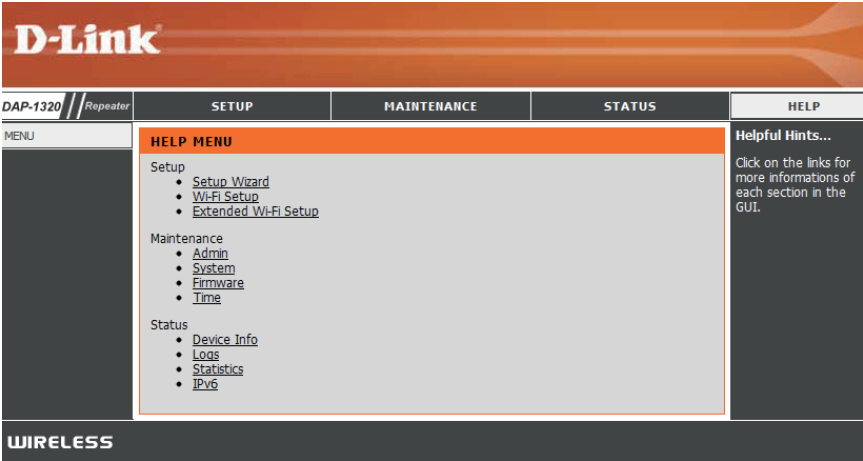 D-Link
DAP-1320 // Repeater
SETUP
MAINTENANCE
STATUS
HELP
MENU
HELP MENU
Setup
• Setup Wizard
• Wi-Fi Setup
• Extended Wi-Fi Setup
Maintenance
• Admin
• System
• Firmware
• Time
Status
• Device Info
• Logs
• Statistics
• IPv6
Helpful Hints...
Click on the links for
more informations of
each section in the
GUI.
WIRELESS